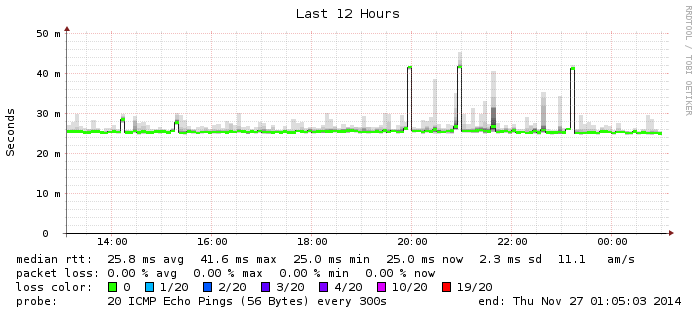 Last 12 Hours
RRDTOOL / TOBI OETIKER
Seconds
50 m
40 m
30 m
20 m
10 m
0
14:00 16:00 18:00 20:00 22:00 00:00
median rtt: 25.8 ms avg 41.6 ms max 25.0 ms min 25.0 ms now 2.3 ms sd 11.1 am/s
packet loss: 0.00 % avg 0.00 % max 0.00 % min 0.00 % now
loss color: 0 1/20 2/20 3/20 4/20 10/20 19/20
probe: 20 ICMP Echo Pings (56 Bytes) every 300s end: Thu Nov 27 01:05:03 2014